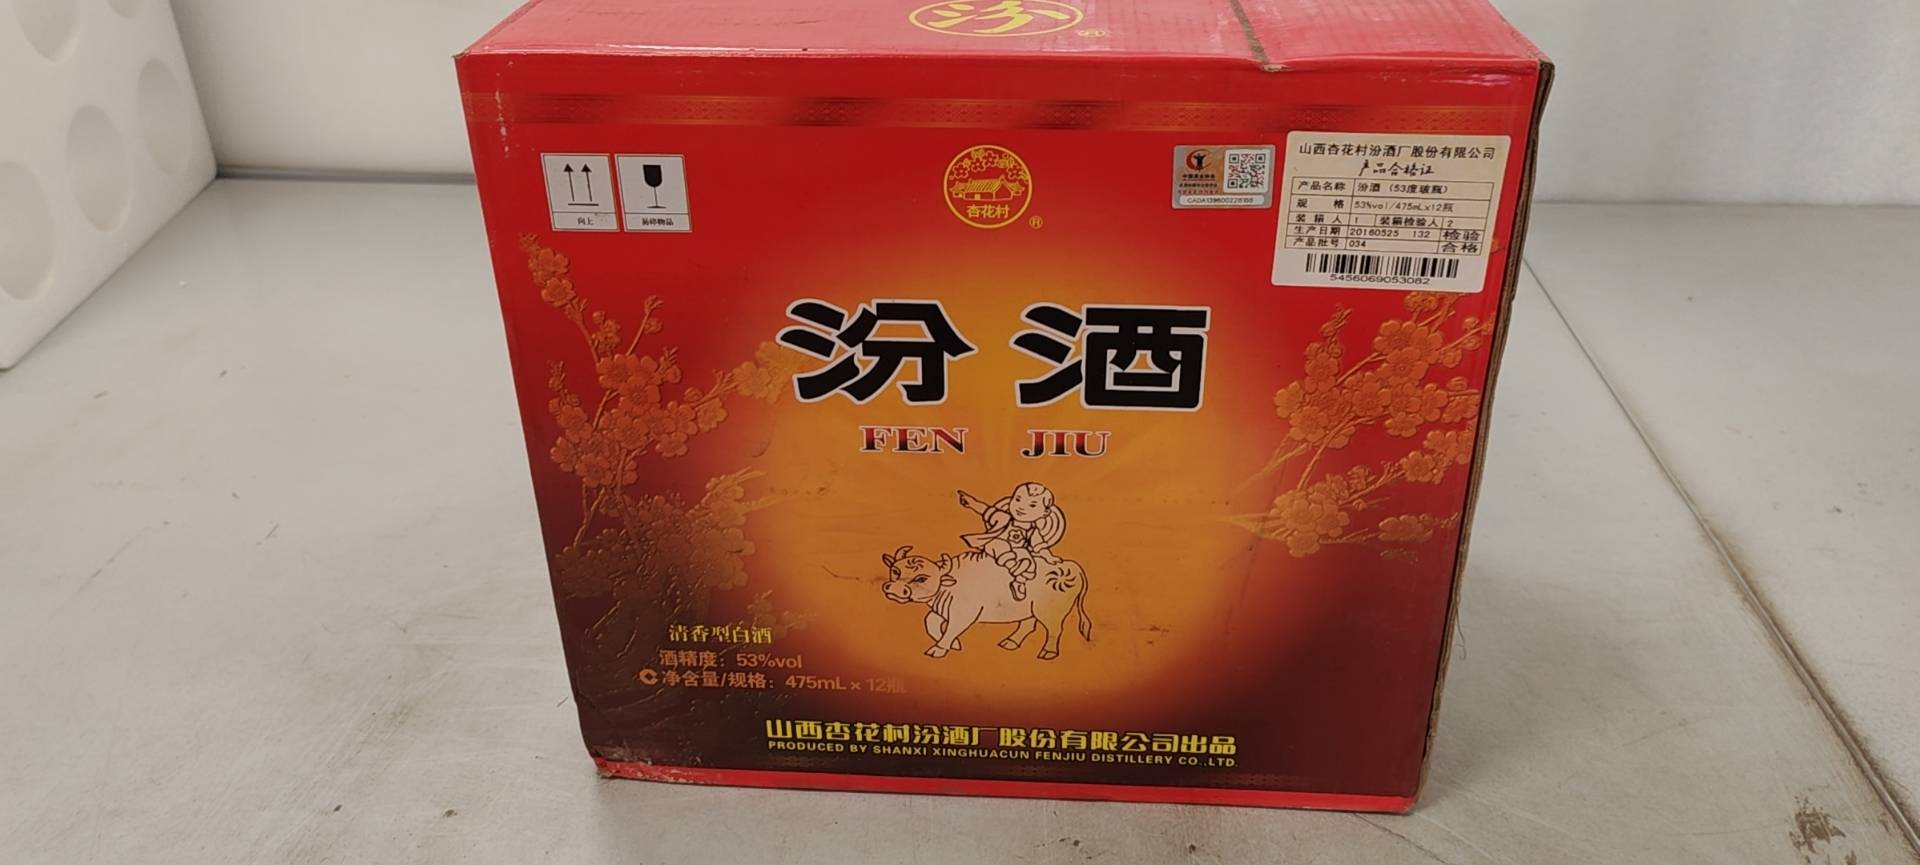 汾
®
向上
易碎物品
杏花村
®
CADA139600228168
山西杏花村汾酒厂股份有限公司
产品合格证
产品名称 汾酒（53度玻瓶）
规 格 53%vol/475mL×12瓶
装箱人 1 装箱检验人 2
生产日期 20160525 132 检验
产品批号 034 合格
5456069053082
汾酒
FEN JIU
清香型白酒
酒精度：53%vol
净含量/规格：475mL×12瓶
山西杏花村汾酒厂股份有限公司出品
PRODUCED BY SHANXI XINGHUACUN FENJIU DISTILLERY CO.,LTD.